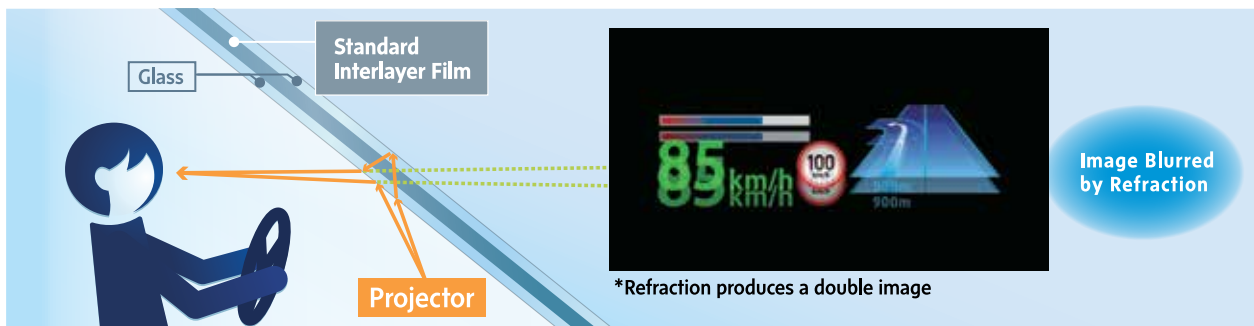 Standard
Interlayer Film
Glass
Projector
85 km/h
85 km/h
100
900m
900m
*Refraction produces a double image
Image Blurred
by Refraction